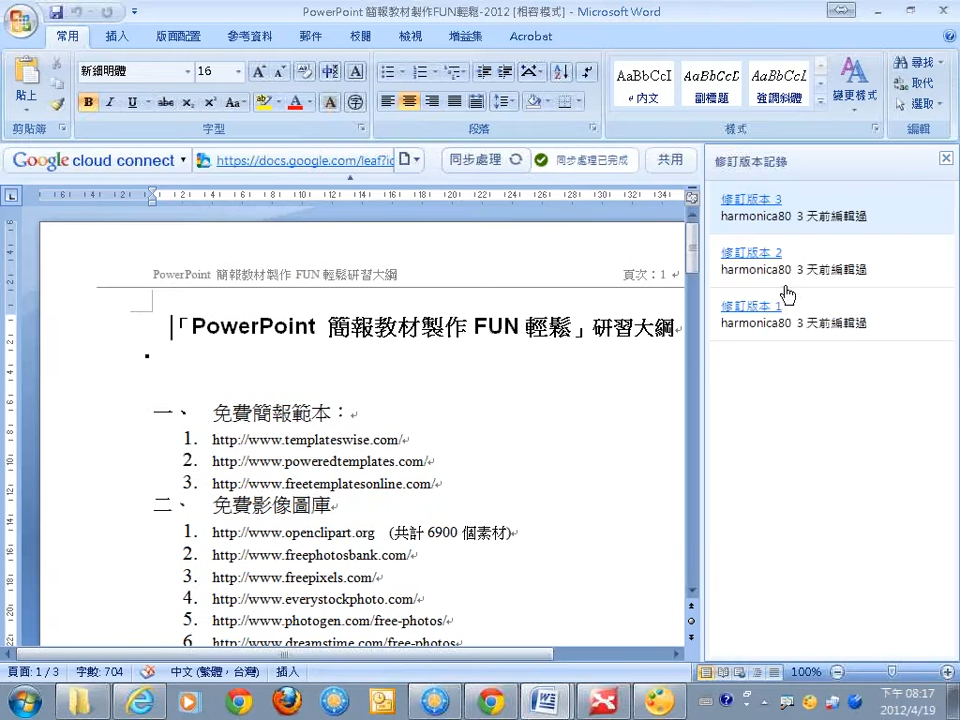 PowerPoint 簡報教材製作FUN輕鬆-2012 [相容模式] - Microsoft Word
常用 插入 版面配置 參考資料 郵件 校閱 檢視 增益集 Acrobat
貼上
新細明體 16
B I U abc X₂ X² Aa
AaBbCcI AaBbCcD AaBbCcL
內文 副標題 強調斜體
變更樣式
尋找
取代
選取
剪貼簿 字型 段落 樣式 編輯
Google cloud connect https://docs.google.com/leaf?ic 同步處理 同步處理已完成 共用
修訂版本記錄
修訂版本 3
harmonica80 3 天前編輯過
修訂版本 2
harmonica80 3 天前編輯過
修訂版本 1
harmonica80 3 天前編輯過
PowerPoint 簡報教材製作 FUN 輕鬆研習大綱 頁次：1
「PowerPoint 簡報教材製作 FUN 輕鬆」研習大綱
一、 免費簡報範本：
1. http://www.templateswise.com/
2. http://www.poweredtemplates.com/
3. http://www.freetemplatesonline.com/
二、 免費影像圖庫
1. http://www.openclipart.org (共計 6900 個素材)
2. http://www.freephotosbank.com/
3. http://www.freepixels.com/
4. http://www.everystockphoto.com/
5. http://www.photogen.com/free-photos/
6. http://www.dreamstime.com/free-photos
頁面: 1 / 3 字數: 704 中文 (繁體，台灣) 插入 100%
下午 08:17
2012/4/19